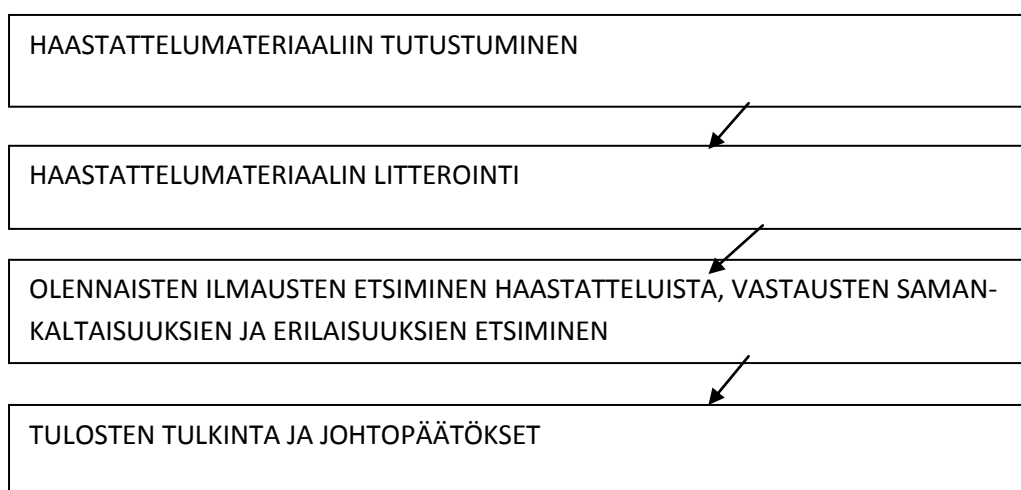 HAASTATTELUMATERIAALIIN TUTUSTUMINEN
HAASTATTELUMATERIAALIN LITTEROINTI
OLENNAISTEN ILMAUSTEN ETSIMINEN HAASTATTELUISTA, VASTAUSTEN SAMAN-
KALTAISUUKSIEN JA ERILAISUUKSIEN ETSIMINEN
TULOSTEN TULKINTA JA JOHTOPÄÄTÖKSET